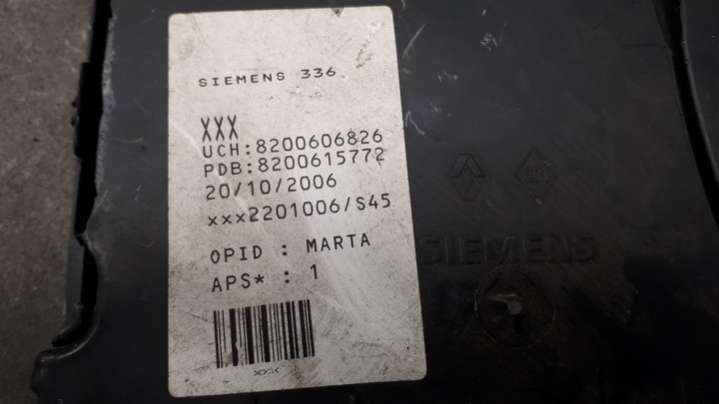 SIEMENS 336
XXX
UCH:8200606826
PDB:8200615772
20/10/2006
xxx2201006/S45
OPID : MARTA
APS* : 1
SIEMENS